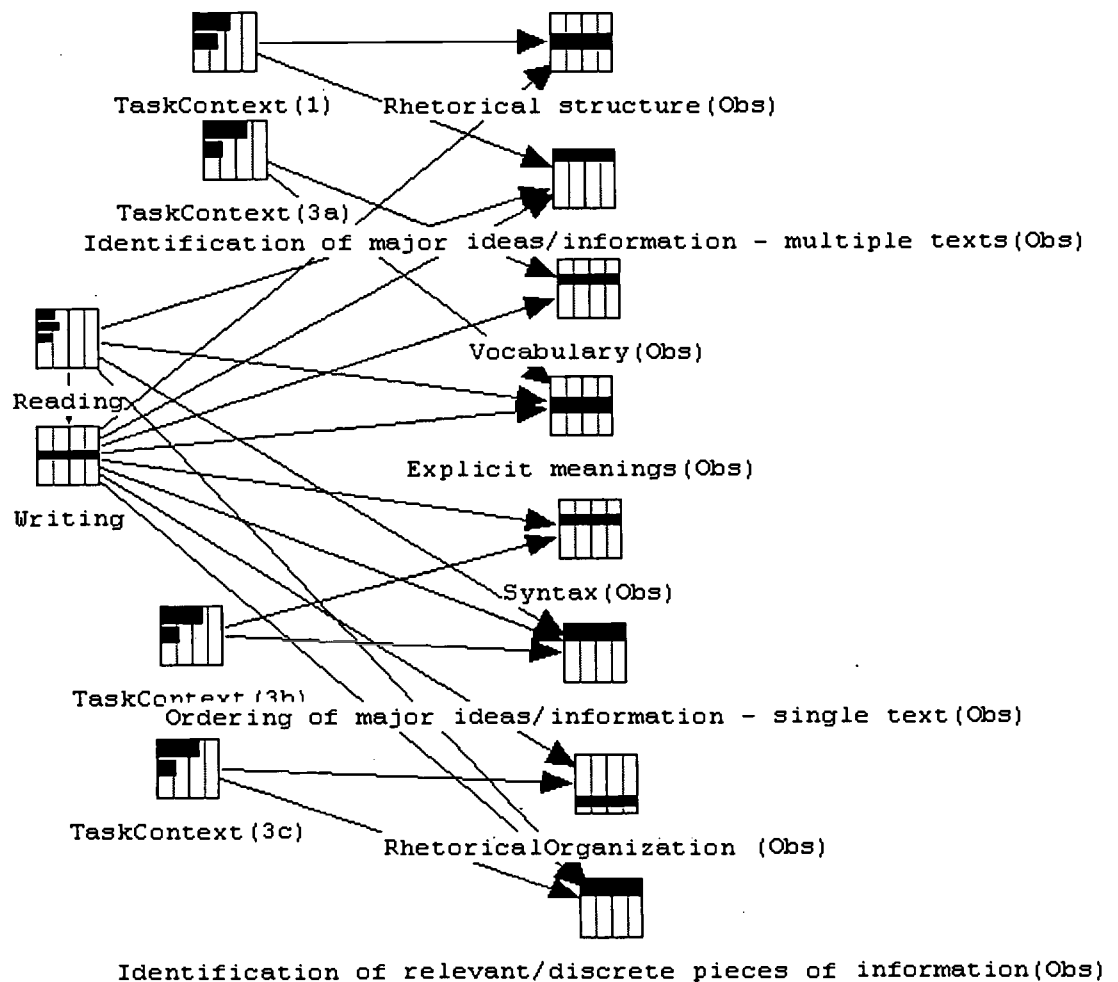 TaskContext(1)
Rhetorical structure(Obs)
TaskContext(3a)
Identification of major ideas/information - multiple texts(Obs)
Vocabulary(Obs)
Reading
Explicit meanings(Obs)
Writing
Syntax(Obs)
TaskContext(3b)
Ordering of major ideas/information - single text(Obs)
TaskContext(3c)
RhetoricalOrganization (Obs)
Identification of relevant/discrete pieces of information(Obs)